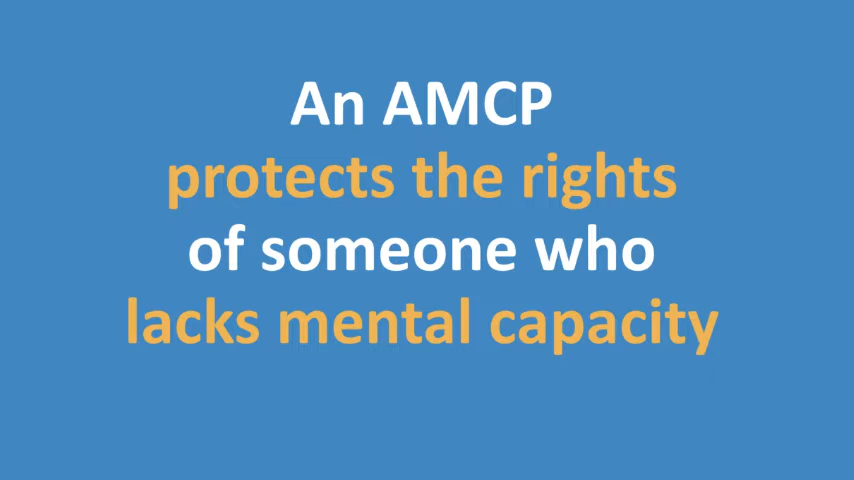 An AMCP
protects the rights
of someone who
lacks mental capacity